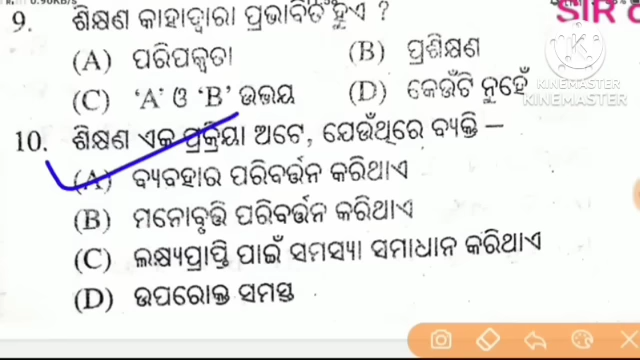 9. ଶିକ୍ଷଣ କାହାଦ୍ୱାରା ପ୍ରଭାବିତ ହୁଏ ?
SIR
(A) ପରିପକ୍ୱତା (B) ପ୍ରଶିକ୍ଷଣ
(C) ‘A’ ଓ ‘B’ ଉଭୟ (D) କେଉଁଟି ନୁହେଁ
KINEMASTER
KINEMASTER
10. ଶିକ୍ଷଣ ଏକ ପ୍ରକ୍ରିୟା ଅଟେ, ଯେଉଁଥିରେ ବ୍ୟକ୍ତି –
(A) ବ୍ୟବହାର ପରିବର୍ତ୍ତନ କରିଥାଏ
(B) ମନୋବୃତ୍ତି ପରିବର୍ତ୍ତନ କରିଥାଏ
(C) ଲକ୍ଷ୍ୟପ୍ରାପ୍ତି ପାଇଁ ସମସ୍ୟା ସମାଧାନ କରିଥାଏ
(D) ଉପରୋକ୍ତ ସମସ୍ତ